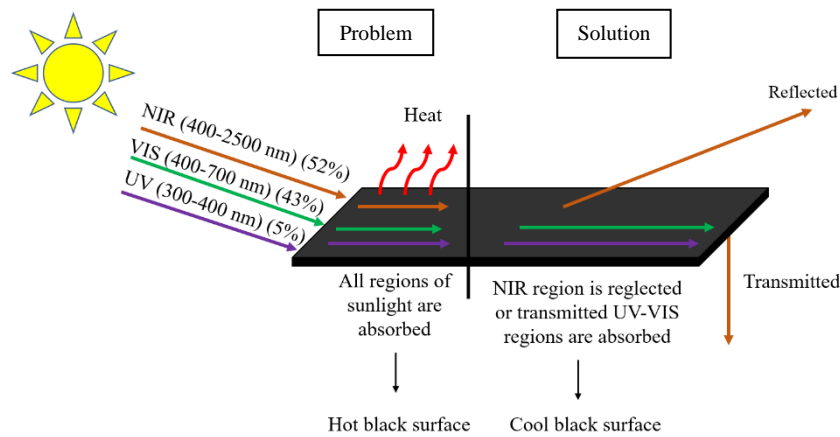 Problem
Solution
Reflected
Heat
NIR (400-2500 nm) (52%)
VIS (400-700 nm) (43%)
UV (300-400 nm) (5%)
Transmitted
All regions of
sunlight are
absorbed
NIR region is reglected
or transmitted UV-VIS
regions are absorbed
Hot black surface
Cool black surface